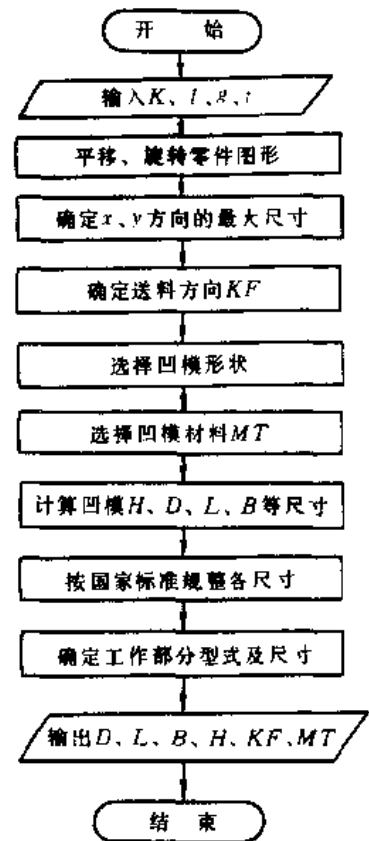 开 始
输入K、l、g、t
平移、旋转零件图形
确定x、y方向的最大尺寸
确定送料方向KF
选择凹模形状
选择凹模材料MT
计算凹模H、D、L、B等尺寸
按国家标准规整各尺寸
确定工作部分型式及尺寸
输出D、L、B、H、KF、MT
结 束